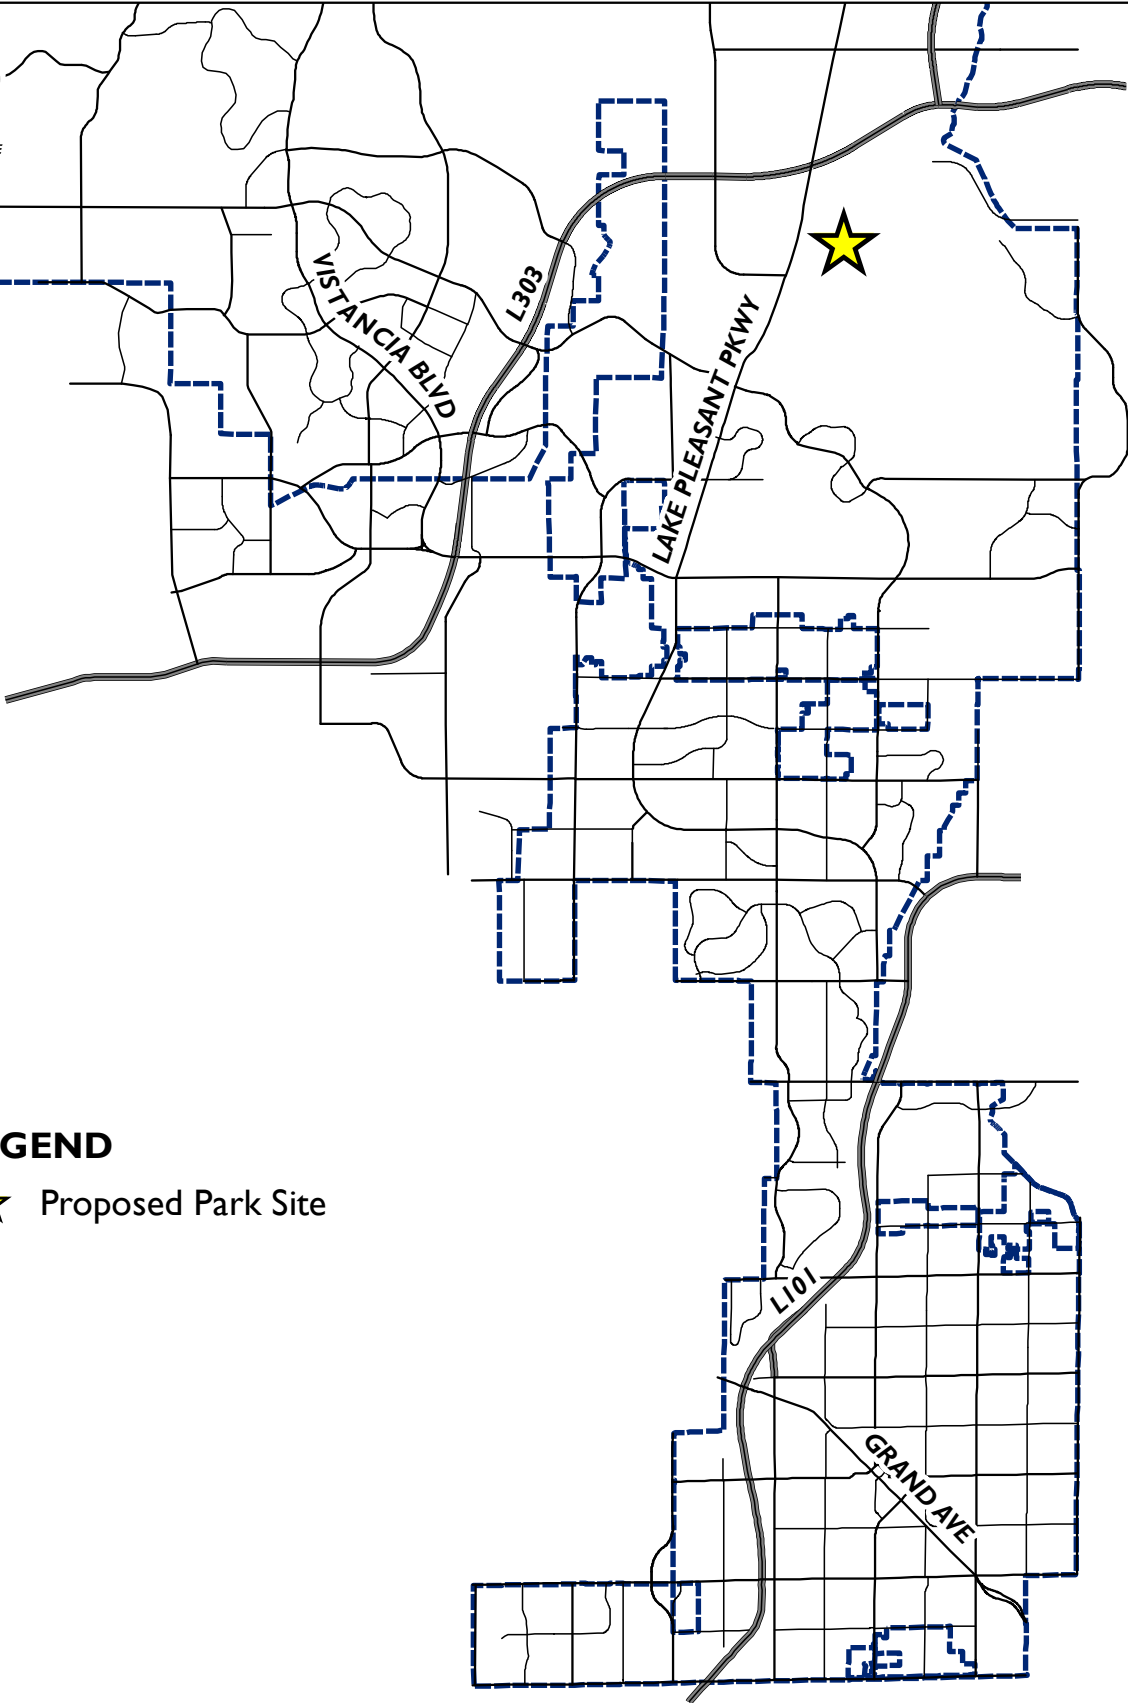 L303
VISTANCIA BLVD
LAKE PLEASANT PKWY
GEND
Proposed Park Site
L101
GRAND AVE